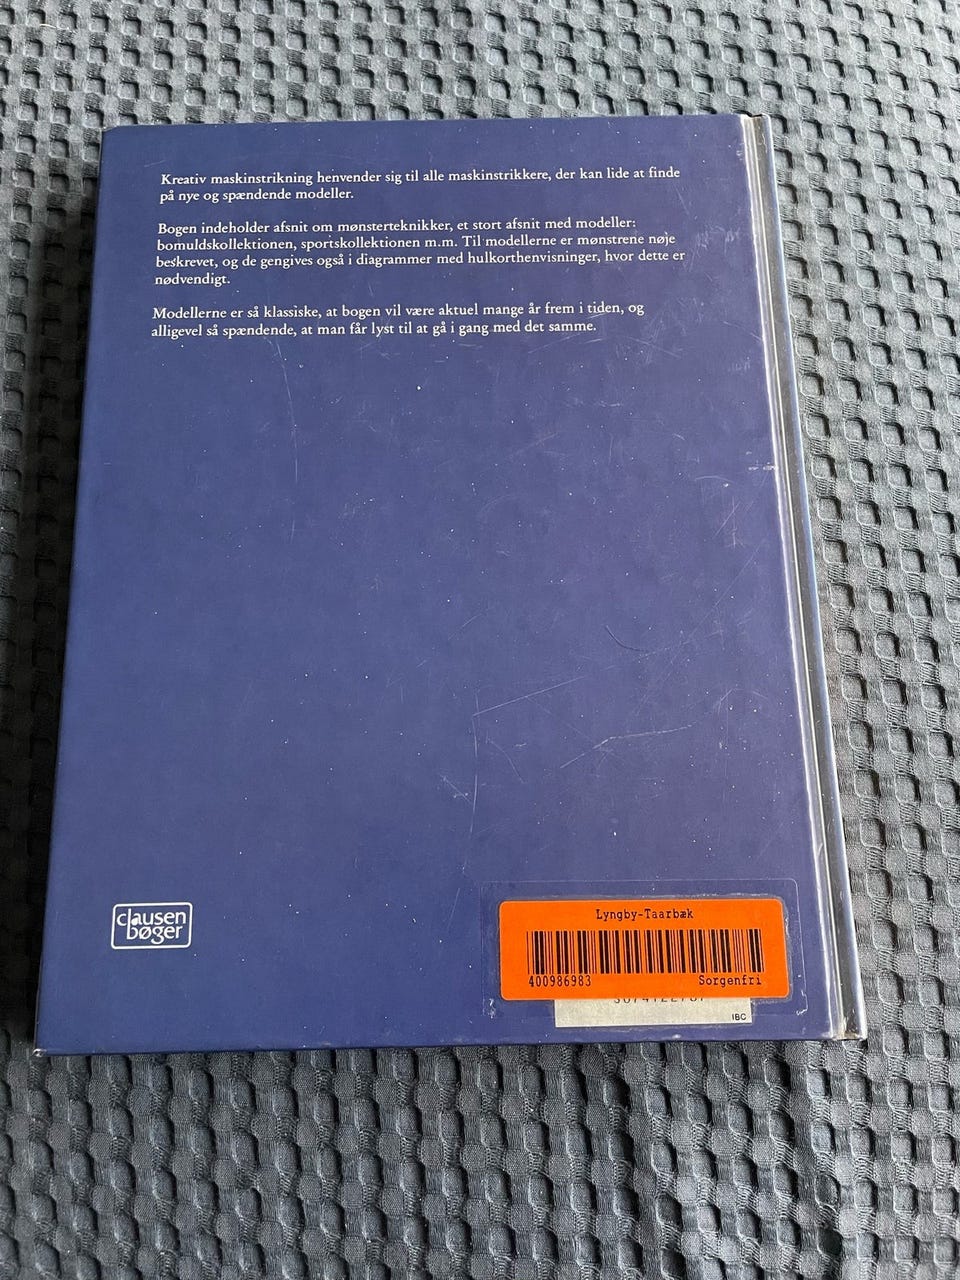 Kreativ maskinstrikning henvender sig til alle maskinstrikkere, der kan lide at finde
på nye og spændende modeller.
Bogen indeholder afsnit om mønsterteknikker, et stort afsnit med modeller:
bomuldskollektionen, sportskollektionen m.m. Til modellerne er mønstrene nøje
beskrevet, og de gengives også i diagrammer med hulkorthenvisninger, hvor dette er
nødvendigt.
Modellerne er så klassiske, at bogen vil være aktuel mange år frem i tiden, og
alligevel så spændende, at man får lyst til at gå i gang med det samme.
clausen
bøger
Lyngby-Taarbæk
400986983 Sorgenfri
IBC